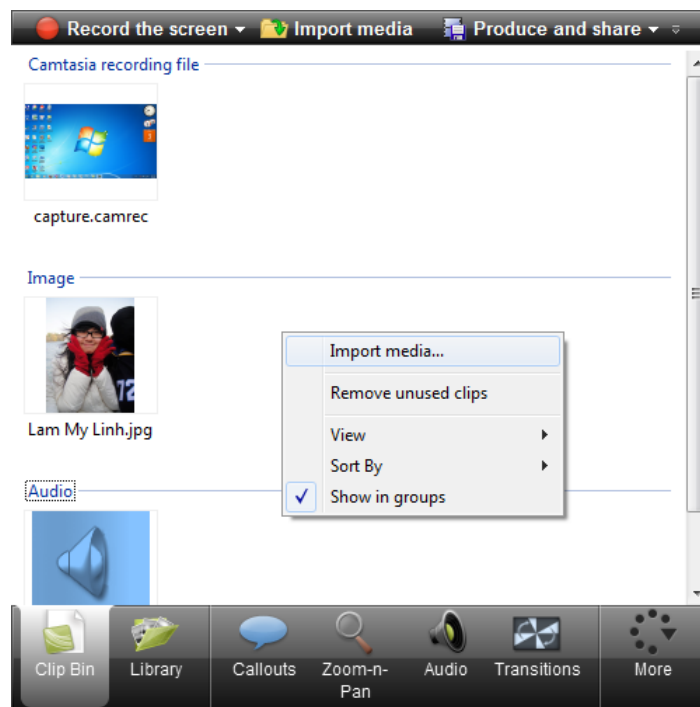 Record the screen Import media Produce and share
Camtasia recording file
capture.camrec
Image
Lam My Linh.jpg
Import media...
Remove unused clips
View
Sort By
Show in groups
Audio
Clip Bin Library Callouts Zoom-n- Audio Transitions More
Pan